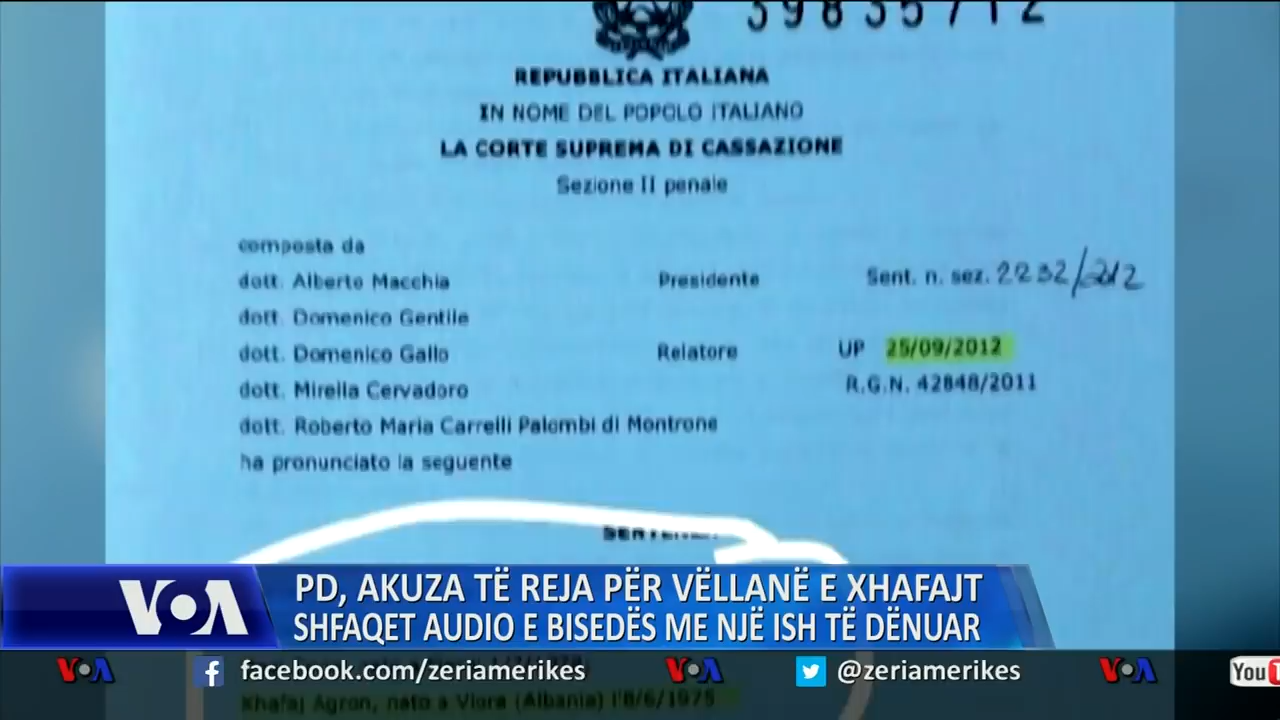 39835/12
REPUBBLICA ITALIANA
IN NOME DEL POPOLO ITALIANO
LA CORTE SUPREMA DI CASSAZIONE
Sezione II penale
composta da
dott. Alberto Macchia Presidente Sent. n. sez. 2232/2012
dott. Domenico Gentile
dott. Domenico Gallo Relatore UP 25/09/2012
dott. Mirella Cervadoro R.G.N. 42848/2011
dott. Roberto Maria Carrelli Palombi di Montrone
ha pronunciato la seguente
VOA PD, AKUZA TË REJA PËR VËLLANË E XHAFAJT
SHFAQET AUDIO E BISEDËS ME NJË ISH TË DËNUAR
VOA facebook.com/zeriamerikes VOA @zeriamerikes VOA You
Xhafaj Agron, nato a Vlora (Albania) l'8/6/1975